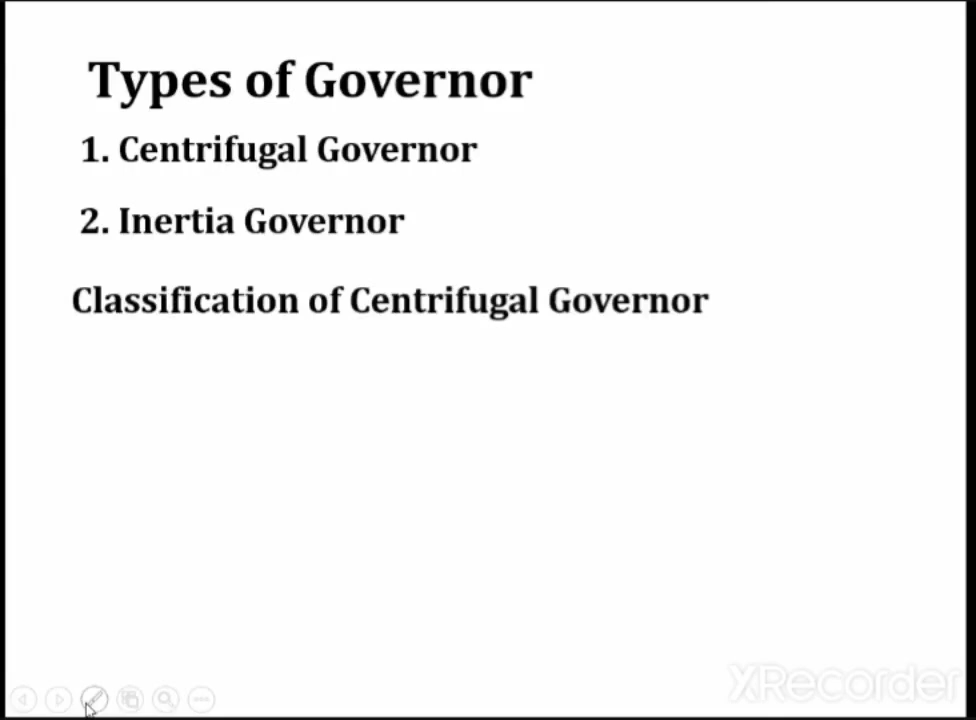 Types of Governor
1. Centrifugal Governor
2. Inertia Governor
Classification of Centrifugal Governor
XRecorder